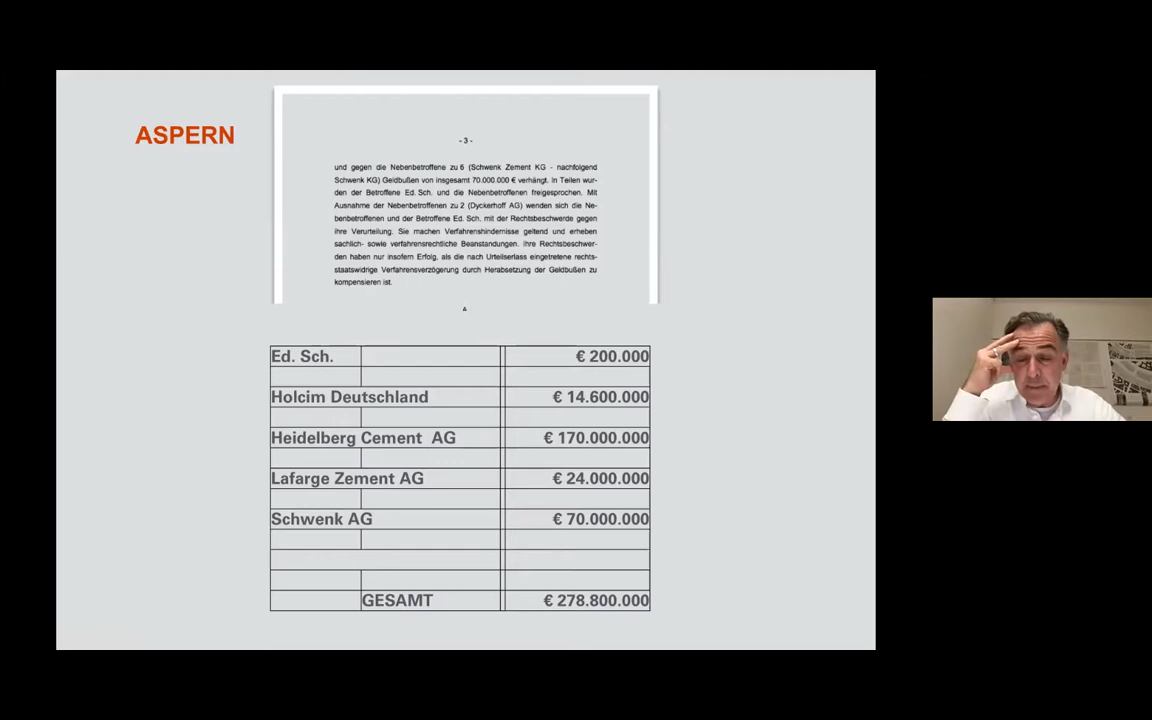 ASPERN
- 3 -
und gegen die Nebenbetroffene zu 6 (Schwenk Zement KG - nachfolgend
Schwenk KG) Geldbußen von insgesamt 70.000.000 € verhängt. In Teilen wur-
den der Betroffene Ed. Sch. und die Nebenbetroffenen freigesprochen. Mit
Ausnahme der Nebenbetroffenen zu 2 (Dyckerhoff AG) wenden sich die Ne-
benbetroffenen und der Betroffene Ed. Sch. mit der Rechtsbeschwerde gegen
ihre Verurteilung. Sie machen Verfahrenshindernisse geltend und erheben
sachlich- sowie verfahrensrechtliche Beanstandungen. Ihre Rechtsbeschwer-
den haben nur insofern Erfolg, als die nach Urteilserlass eingetretene rechts-
staatswidrige Verfahrensverzögerung durch Herabsetzung der Geldbußen zu
kompensieren ist.
A
Ed. Sch. € 200.000
Holcim Deutschland € 14.600.000
Heidelberg Cement AG € 170.000.000
Lafarge Zement AG € 24.000.000
Schwenk AG € 70.000.000
GESAMT € 278.800.000